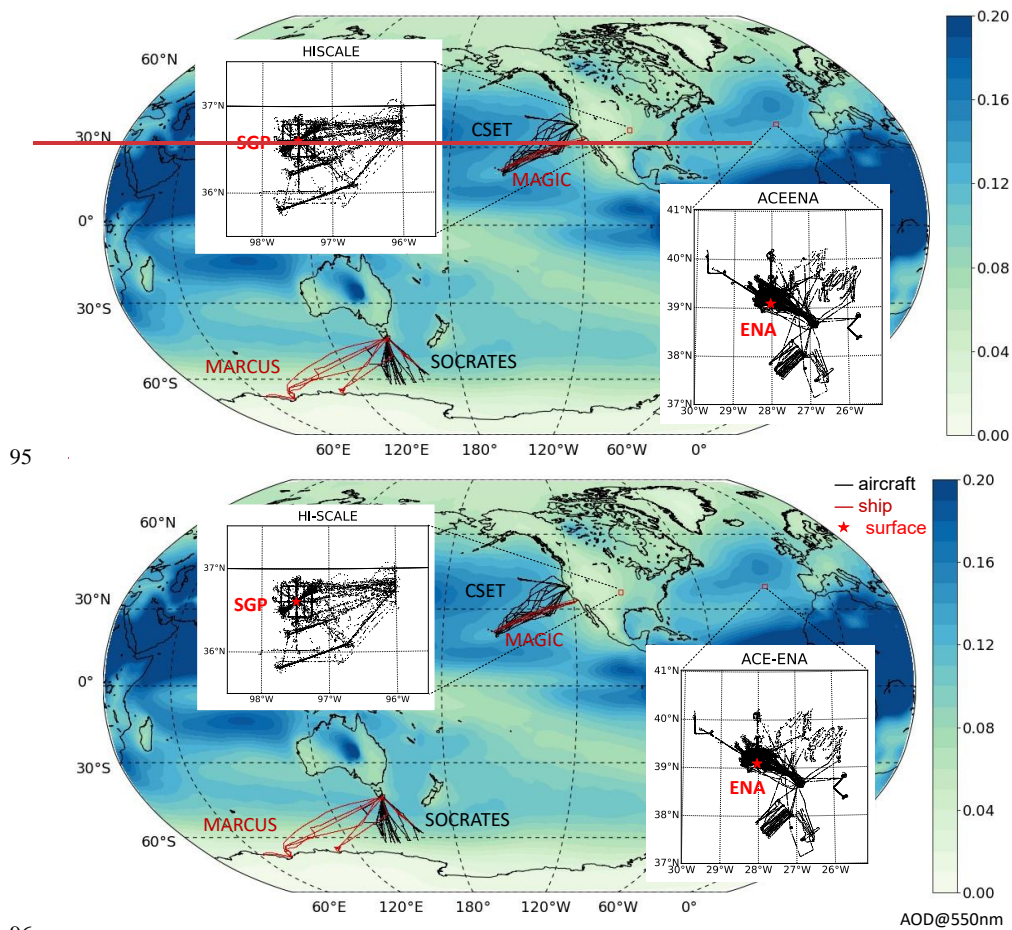 0.20
60°N
HISCALE
0.16
37°N
CSET
30°N
SGP
0.12
MAGIC
36°N
ACEENA
41°N
0°
98°W 97°W 96°W
0.08
40°N
30°S
39°N
ENA
0.04
38°N
MARCUS
SOCRATES
60°S
37°N
30°W 29°W 28°W 27°W 26°W
0.00
60°E 120°E 180° 120°W 60°W 0°
95
0.20
aircraft
ship
surface
60°N
HI-SCALE
0.16
37°N
CSET
30°N
SGP
MAGIC
0.12
36°N
ACE-ENA
41°N
0°
98°W 97°W 96°W
40°N
0.08
30°S
39°N
ENA
0.04
38°N
MARCUS
SOCRATES
60°S
37°N
30°W 29°W 28°W 27°W 26°W
0.00
60°E 120°E 180° 120°W 60°W 0°
AOD@550nm